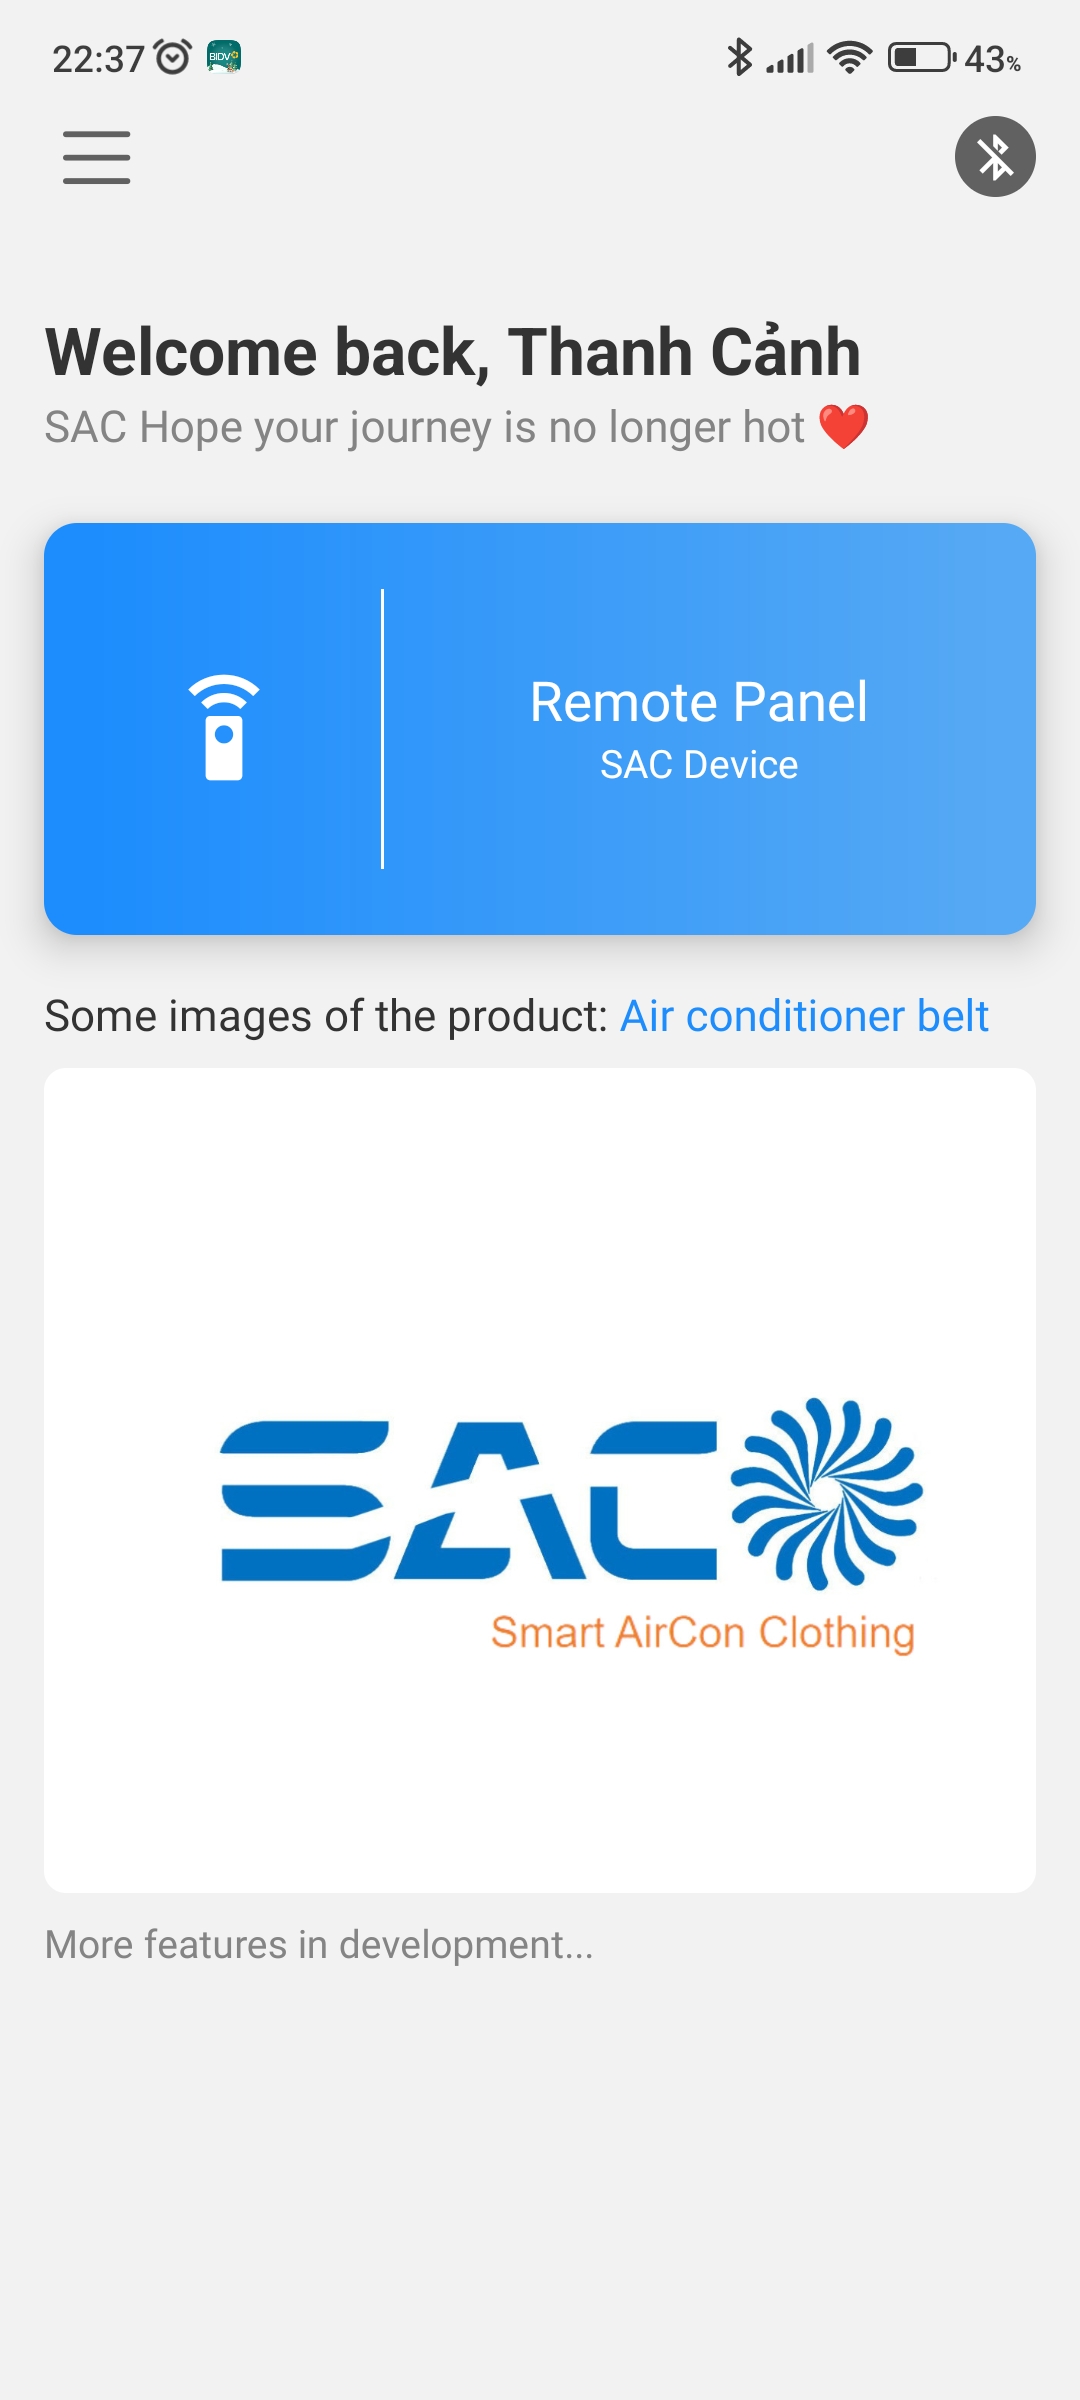 22:37 BIDV 43%
Welcome back, Thanh Cảnh
SAC Hope your journey is no longer hot ❤️
Remote Panel
SAC Device
Some images of the product: Air conditioner belt
SAC
Smart AirCon Clothing
More features in development...